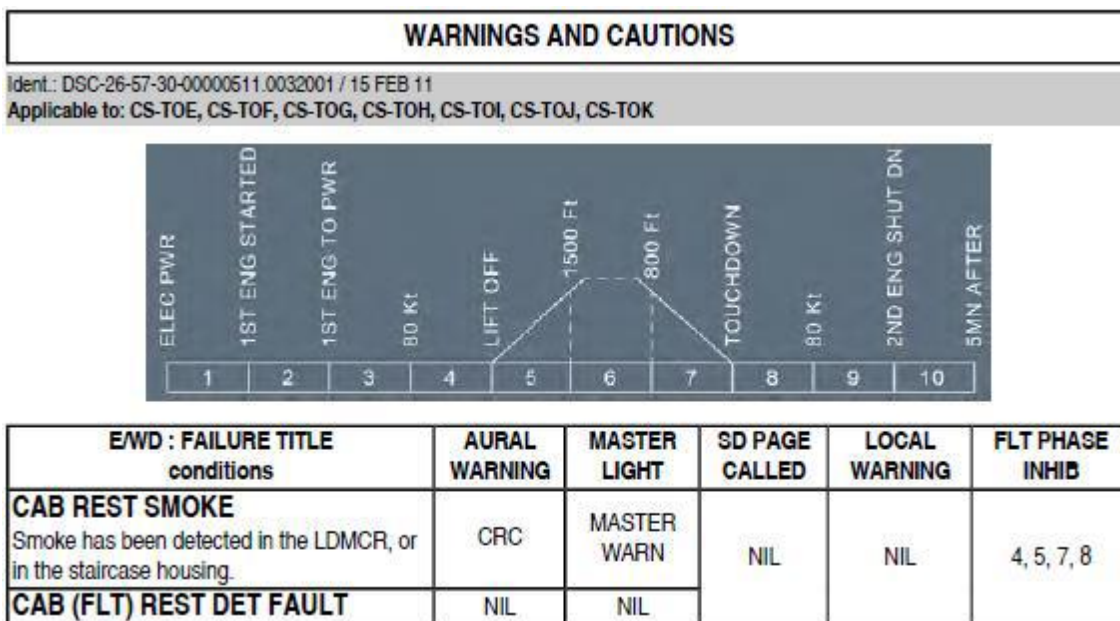 WARNINGS AND CAUTIONS
Ident.: DSC-26-57-30-00000511.0032001 / 15 FEB 11
Applicable to: CS-TOE, CS-TOF, CS-TOG, CS-TOH, CS-TOI, CS-TOJ, CS-TOK
ELEC PWR
1ST ENG STARTED
1ST ENG TO PWR
80 Kt
LIFT OFF
1500 Ft
800 Ft
TOUCHDOWN
80 Kt
2ND ENG SHUT DN
5MN AFTER
1 2 3 4 5 6 7 8 9 10
E/WD : FAILURE TITLE
conditions
AURAL
WARNING
MASTER
LIGHT
SD PAGE
CALLED
LOCAL
WARNING
FLT PHASE
INHIB
CAB REST SMOKE
Smoke has been detected in the LDMCR, or
in the staircase housing.
CRC
MASTER
WARN
NIL
NIL
4, 5, 7, 8
CAB (FLT) REST DET FAULT
NIL
NIL